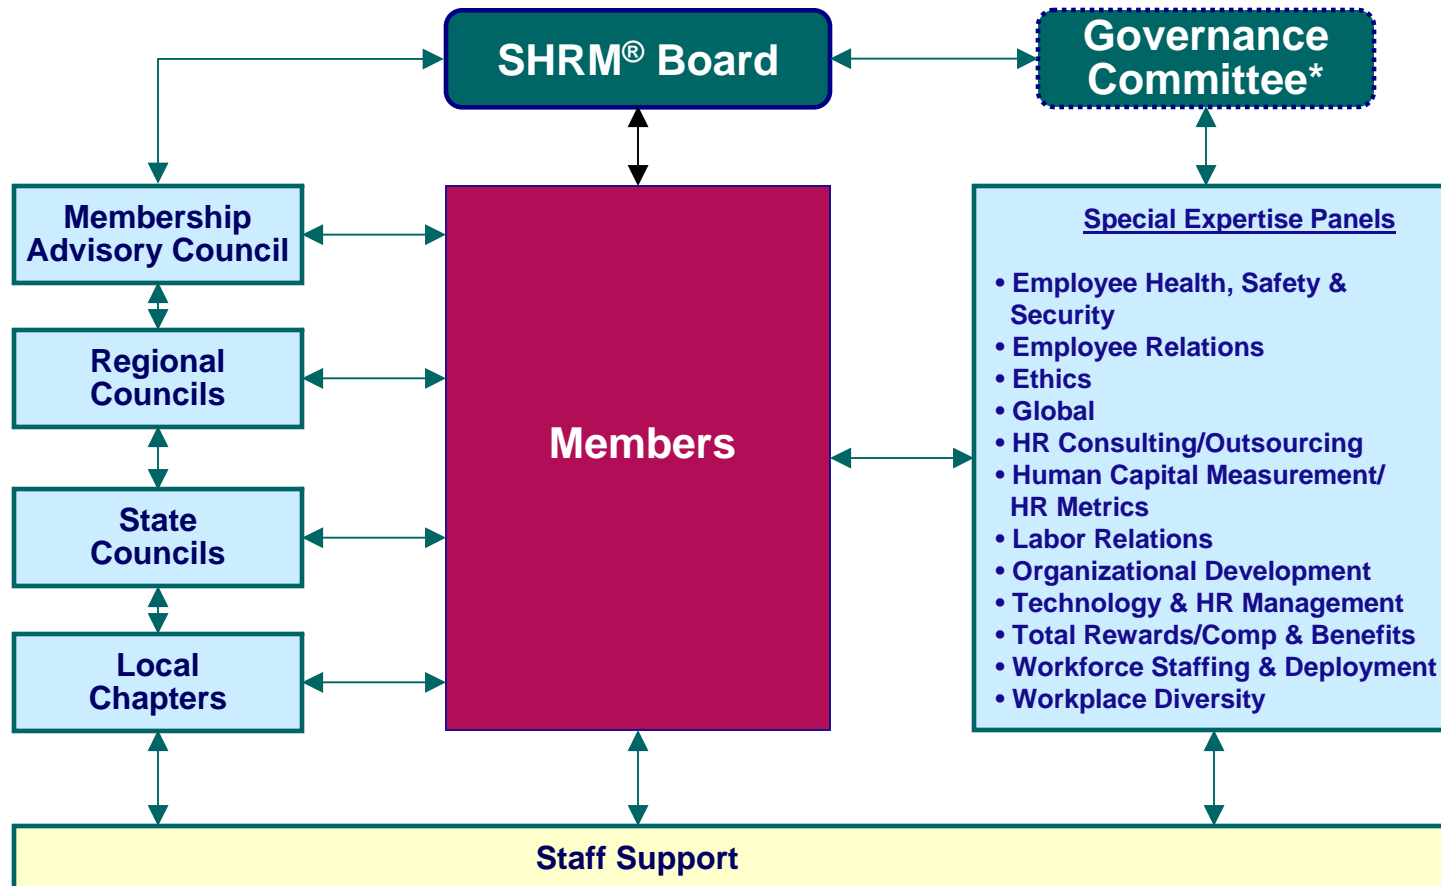 SHRM® Board
Governance
Committee*
Membership
Advisory Council
Regional
Councils
State
Councils
Local
Chapters
Members
Special Expertise Panels
• Employee Health, Safety &
Security
• Employee Relations
• Ethics
• Global
• HR Consulting/Outsourcing
• Human Capital Measurement/
HR Metrics
• Labor Relations
• Organizational Development
• Technology & HR Management
• Total Rewards/Comp & Benefits
• Workforce Staffing & Deployment
• Workplace Diversity
Staff Support